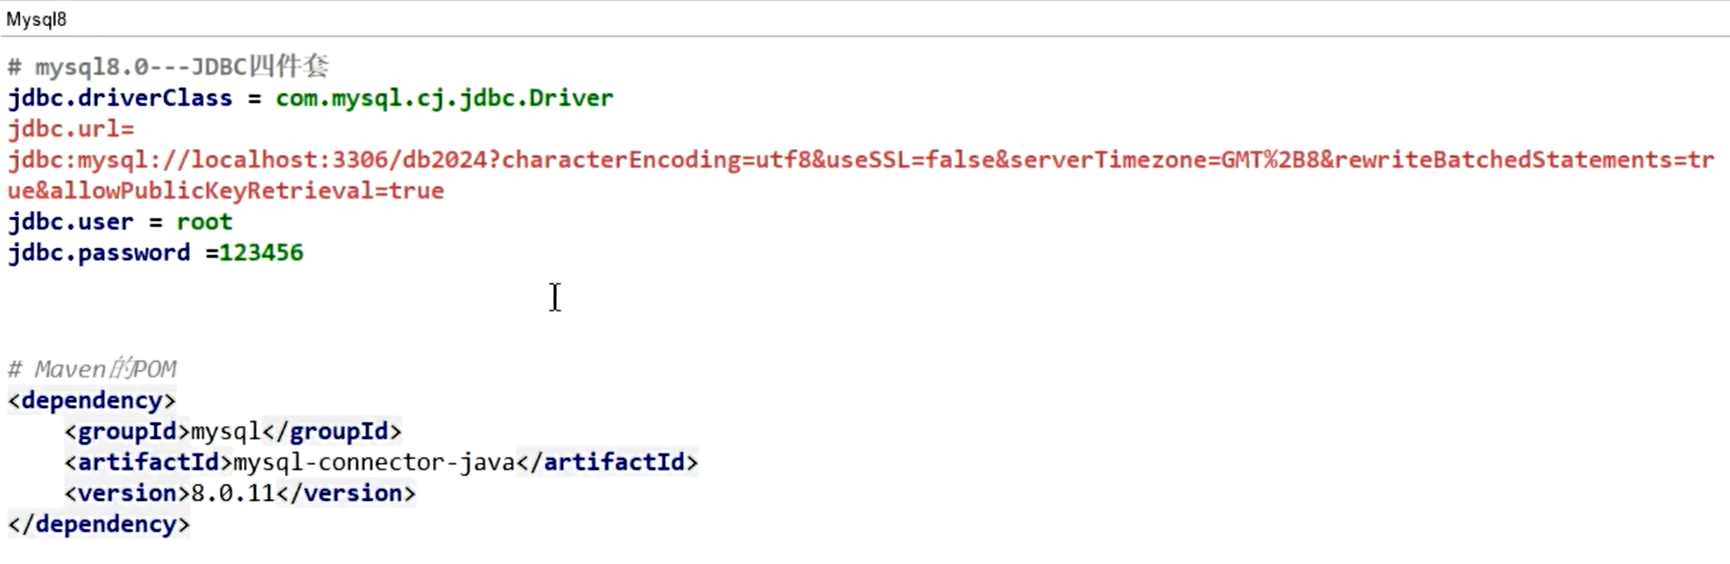 Mysql8
# mysql8.0---JDBC四件套
jdbc.driverClass = com.mysql.cj.jdbc.Driver
jdbc.url=
jdbc:mysql://localhost:3306/db2024?characterEncoding=utf8&useSSL=false&serverTimezone=GMT%2B8&rewriteBatchedStatements=tr
ue&allowPublicKeyRetrieval=true
jdbc.user = root
jdbc.password =123456
# Maven的POM
<dependency>
    <groupId>mysql</groupId>
    <artifactId>mysql-connector-java</artifactId>
    <version>8.0.11</version>
</dependency>